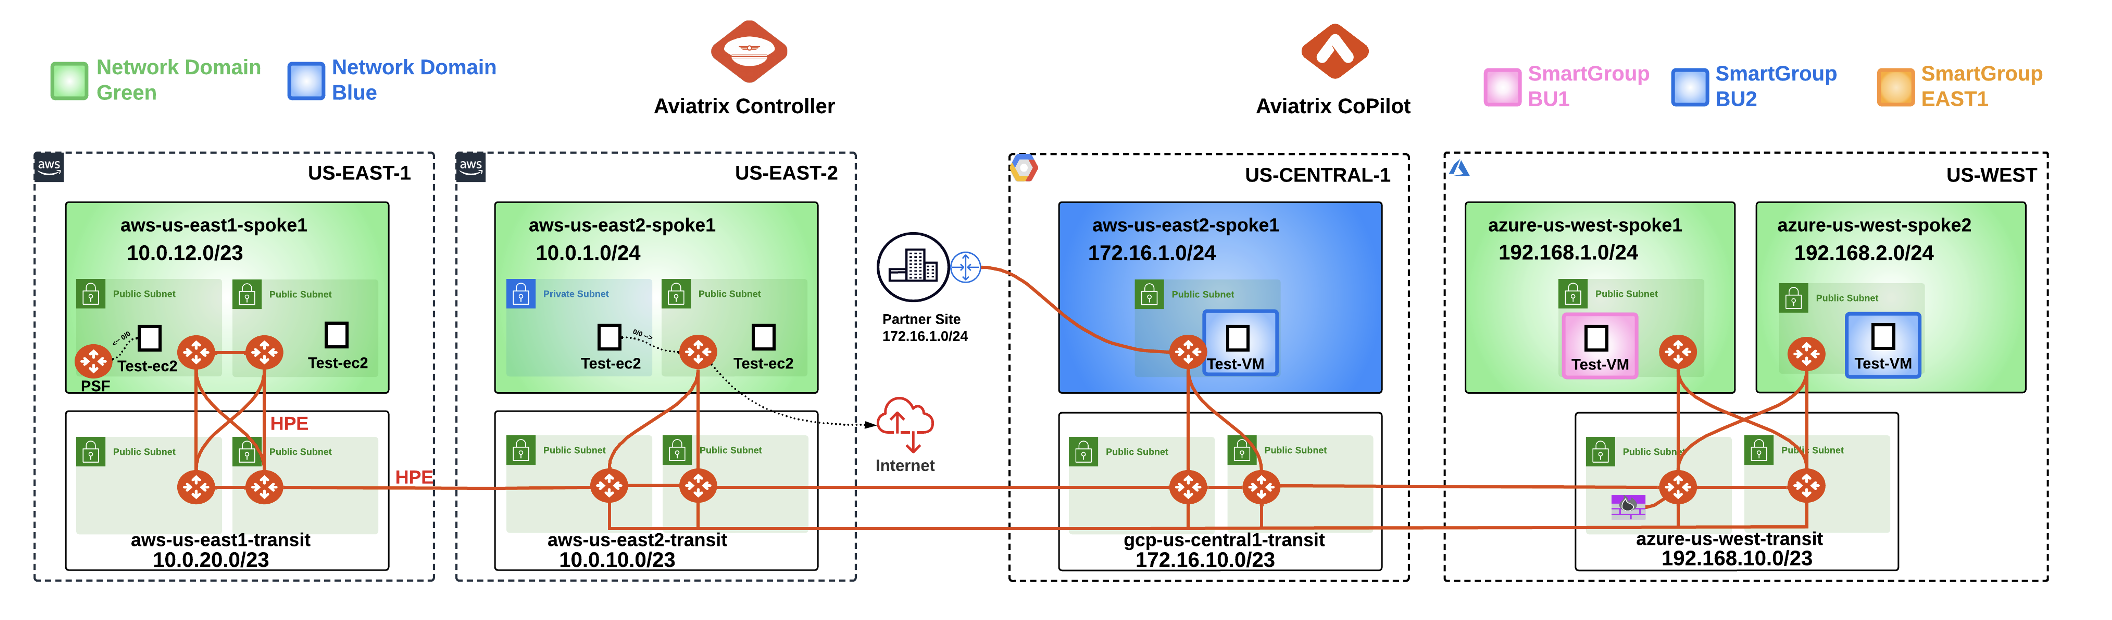 Network Domain
Green
Network Domain
Blue
Aviatrix Controller
Aviatrix CoPilot
SmartGroup
BU1
SmartGroup
BU2
SmartGroup
EAST1
aws
US-EAST-1
aws-us-east1-spoke1
10.0.12.0/23
Public Subnet
Public Subnet
<-- 0/0
Test-ec2
Test-ec2
PSF
HPE
Public Subnet
Public Subnet
aws-us-east1-transit
10.0.20.0/23
HPE
aws
US-EAST-2
aws-us-east2-spoke1
10.0.1.0/24
Private Subnet
Public Subnet
0/0 -->
Test-ec2
Test-ec2
Public Subnet
Public Subnet
aws-us-east2-transit
10.0.10.0/23
Partner Site
172.16.1.0/24
Internet
US-CENTRAL-1
aws-us-east2-spoke1
172.16.1.0/24
Public Subnet
Test-VM
Public Subnet
Public Subnet
gcp-us-central1-transit
172.16.10.0/23
US-WEST
azure-us-west-spoke1
192.168.1.0/24
Public Subnet
Test-VM
azure-us-west-spoke2
192.168.2.0/24
Public Subnet
Test-VM
Public Subnet
Public Subnet
azure-us-west-transit
192.168.10.0/23